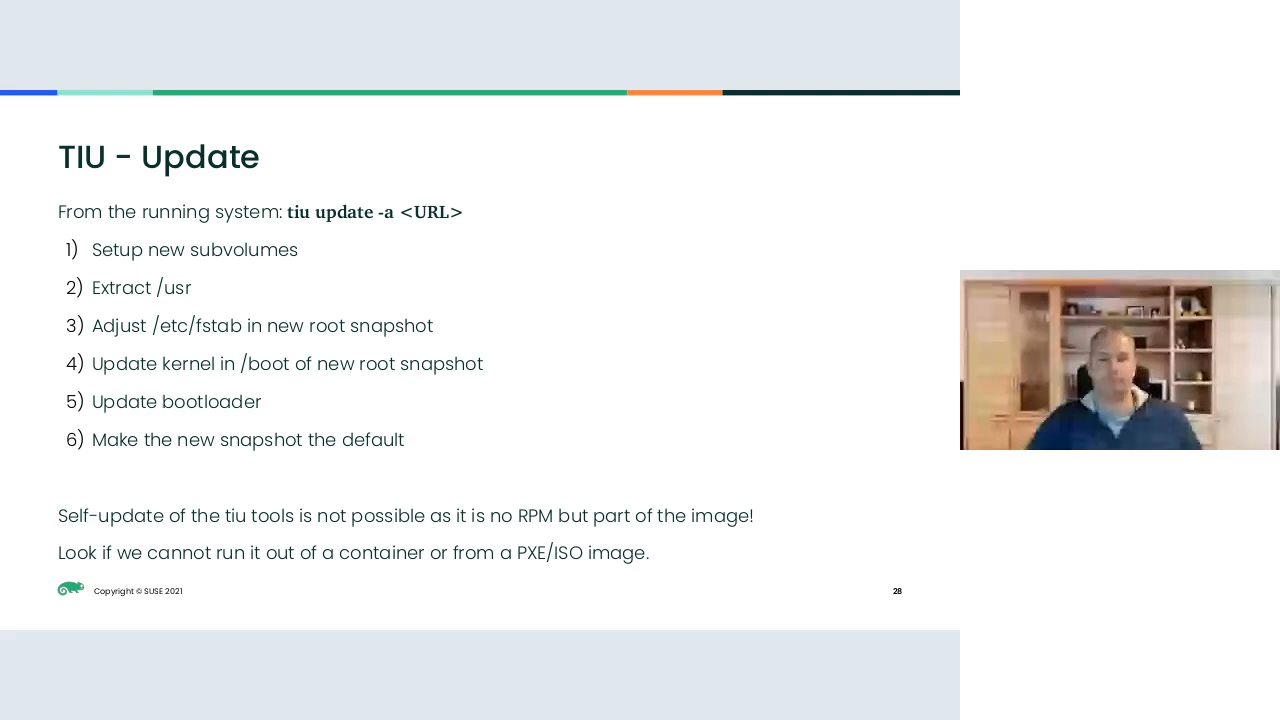 TIU - Update
From the running system: tiu update -a <URL>
1) Setup new subvolumes
2) Extract /usr
3) Adjust /etc/fstab in new root snapshot
4) Update kernel in /boot of new root snapshot
5) Update bootloader
6) Make the new snapshot the default
Self-update of the tiu tools is not possible as it is no RPM but part of the image!
Look if we cannot run it out of a container or from a PXE/ISO image.
Copyright © SUSE 2021
28